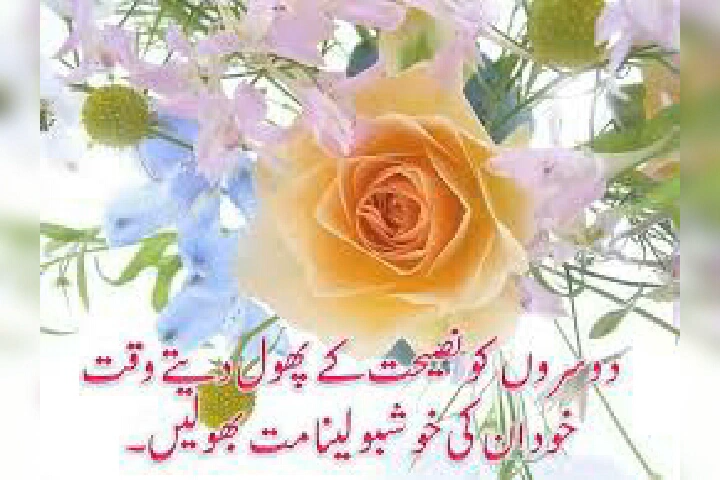 دوسروں کو نصیحت کے پھول دیتے وقت
خود ان کی خوشبو لینا مت بھولیں۔